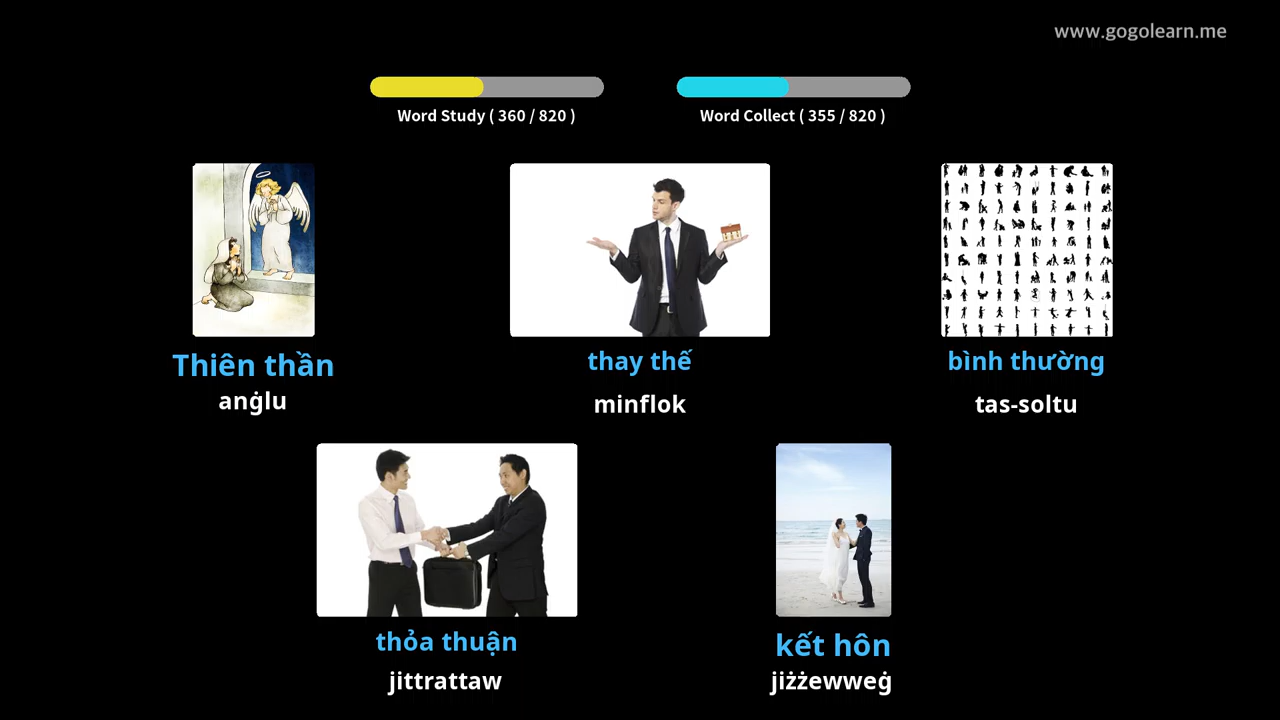 www.gogolearn.me
Word Study ( 360 / 820 )
Word Collect ( 355 / 820 )
Thiên thần
anġlu
thay thế
minflok
bình thường
tas-soltu
thỏa thuận
jittrattaw
kết hôn
jiżżewweġ